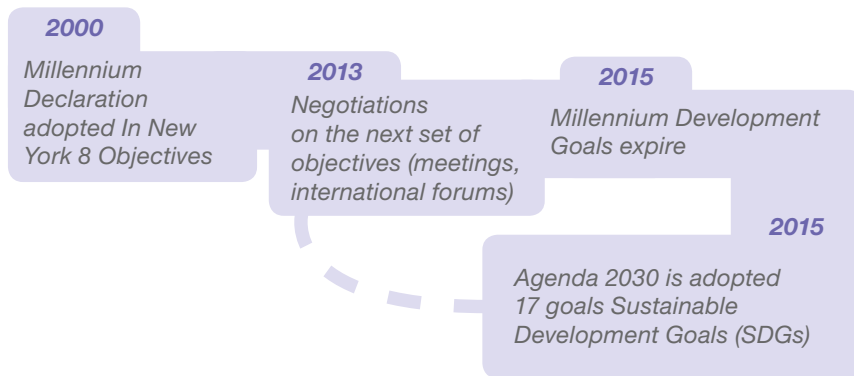 2000
Millennium
Declaration
adopted In New
York 8 Objectives
2013
Negotiations
on the next set of
objectives (meetings,
international forums)
2015
Millennium Development
Goals expire
2015
Agenda 2030 is adopted
17 goals Sustainable
Development Goals (SDGs)